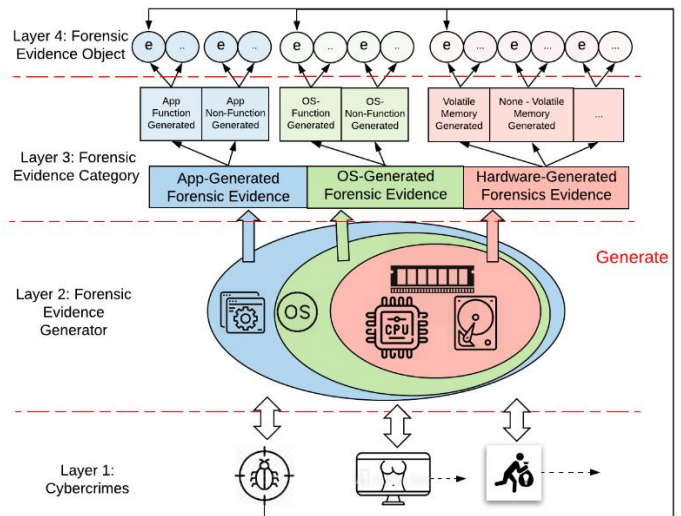 Layer 4: Forensic
Evidence Object
e .. e .. e .. e .. e ... e ... e ...
App
Function
Generated
App
Non-Function
Generated
OS-
Function
Generated
OS-
Non-Function
Generated
Volatile
Memory
Generated
None - Volatile
Memory
Generated
...
Layer 3: Forensic
Evidence Category
App-Generated
Forensic Evidence
OS-Generated
Forensic Evidence
Hardware-Generated
Forensics Evidence
Generate
Layer 2: Forensic
Evidence
Generator
OS
CPU
Layer 1:
Cybercrimes